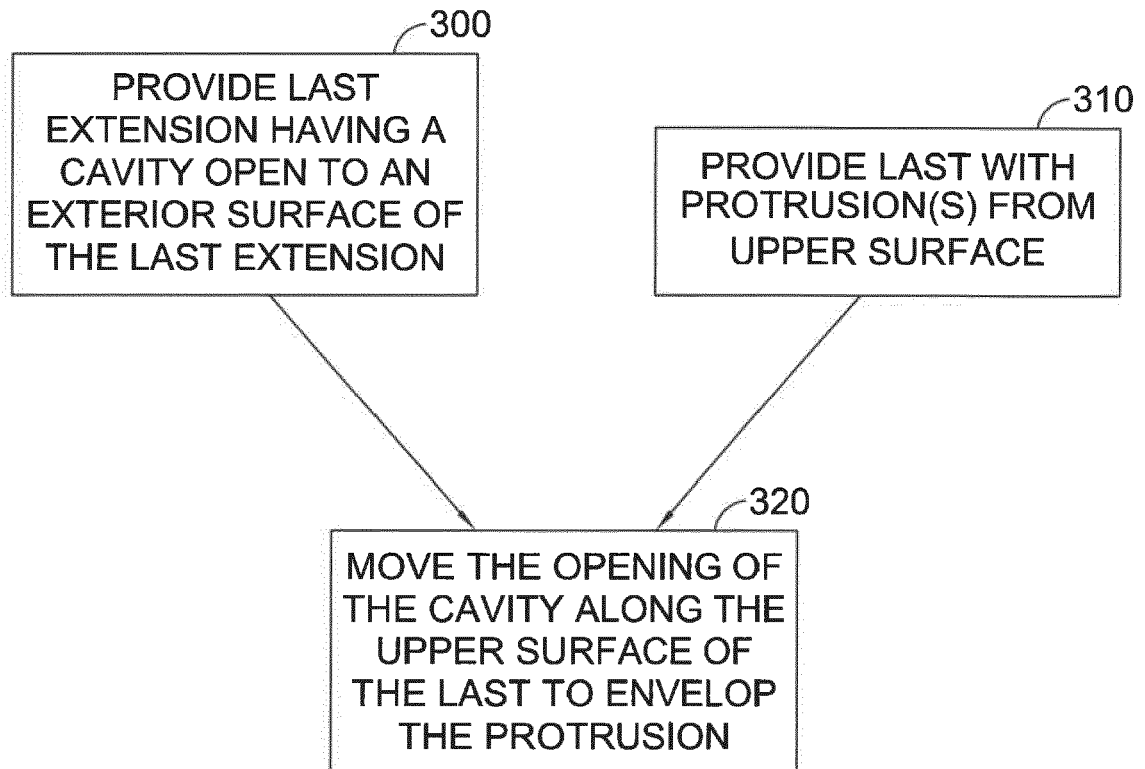 300
PROVIDE LAST
EXTENSION HAVING A
CAVITY OPEN TO AN
EXTERIOR SURFACE OF
THE LAST EXTENSION
310
PROVIDE LAST WITH
PROTRUSION(S) FROM
UPPER SURFACE
320
MOVE THE OPENING OF
THE CAVITY ALONG THE
UPPER SURFACE OF
THE LAST TO ENVELOP
THE PROTRUSION